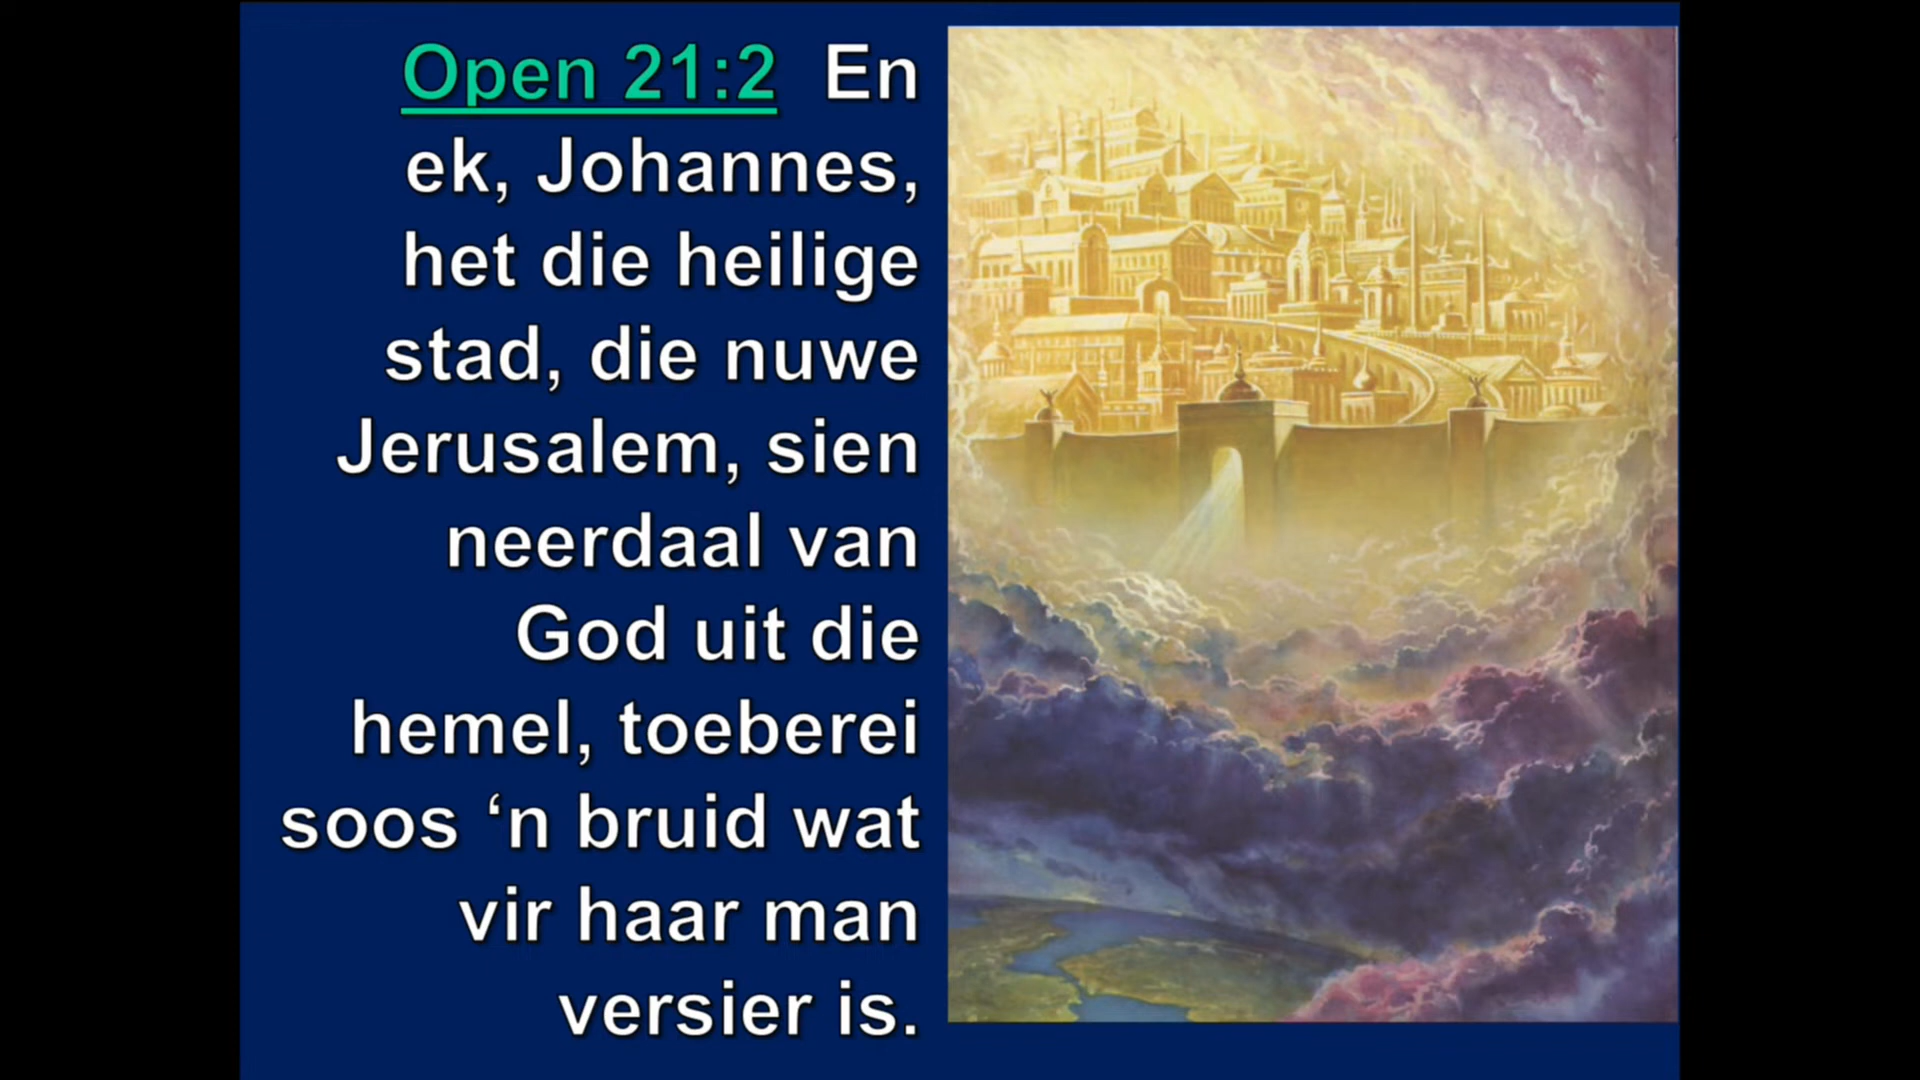 Open 21:2 En
ek, Johannes,
het die heilige
stad, die nuwe
Jerusalem, sien
neerdaal van
God uit die
hemel, toeberei
soos ‘n bruid wat
vir haar man
versier is.